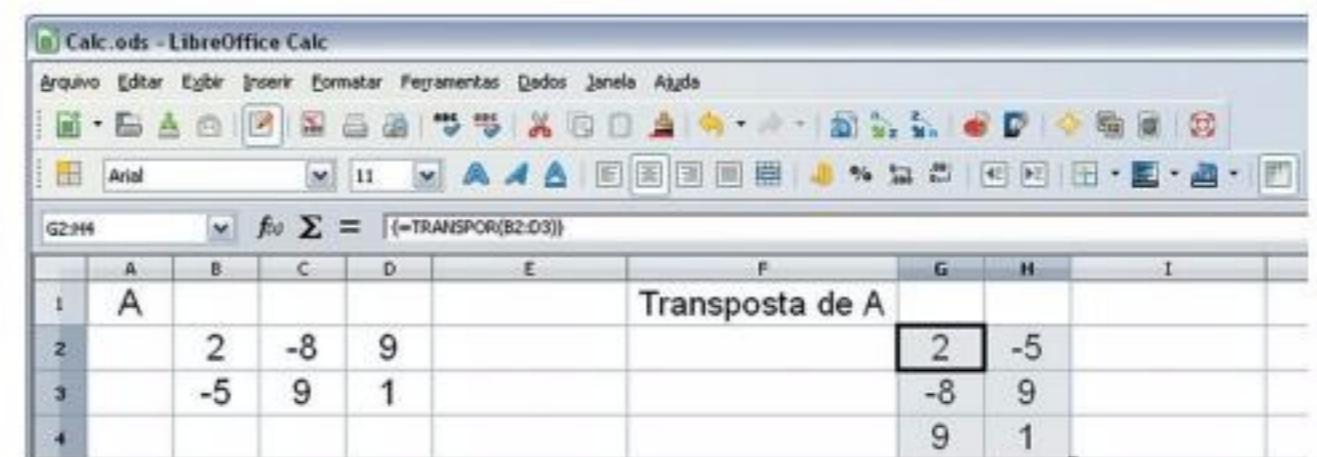 Calc.ods - LibreOffice Calc
Arquivo Editar Exibir Inserir Formatar Ferramentas Dados Janela Ajuda
Arial 11 %
G2:H4 f(x) Σ = {=TRANSPOR(B2:D3)}
A B C D E F G H I
1 A Transposta de A
2 2 -8 9 2 -5
3 -5 9 1 -8 9
4 9 1